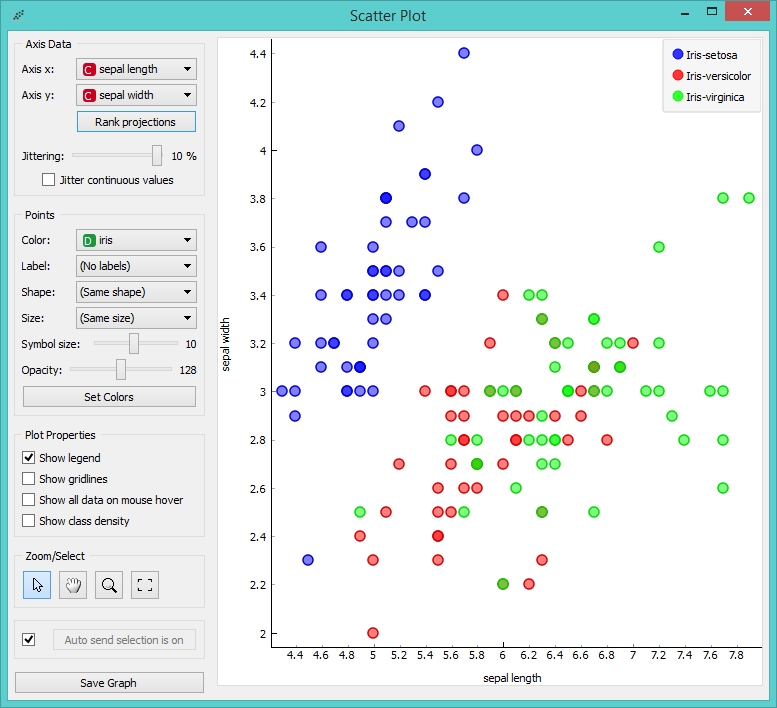 Scatter Plot
Axis Data
Axis x: C sepal length
Axis y: C sepal width
Rank projections
Jittering: 10 %
Jitter continuous values
Points
Color: D iris
Label: (No labels)
Shape: (Same shape)
Size: (Same size)
Symbol size: 10
Opacity: 128
Set Colors
Plot Properties
Show legend
Show gridlines
Show all data on mouse hover
Show class density
Zoom/Select
Auto send selection is on
Save Graph
Iris-setosa
Iris-versicolor
Iris-virginica
sepal width
4.4
4.2
4
3.8
3.6
3.4
3.2
3
2.8
2.6
2.4
2.2
2
4.4 4.6 4.8 5 5.2 5.4 5.6 5.8 6 6.2 6.4 6.6 6.8 7 7.2 7.4 7.6 7.8
sepal length